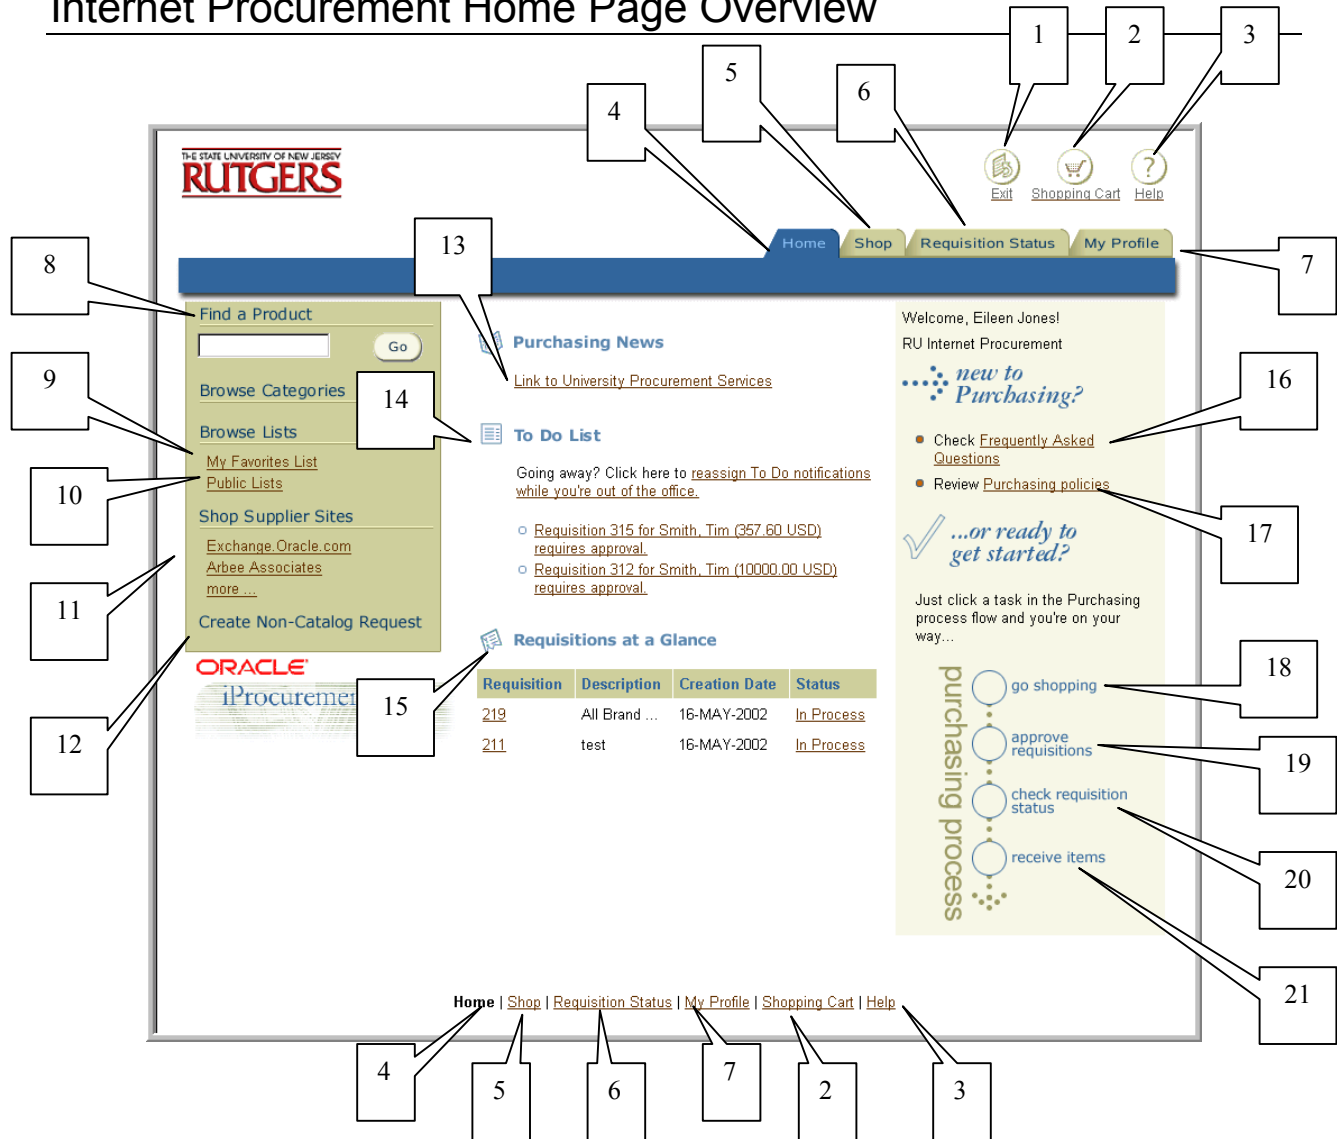 Internet Procurement Home Page Overview
1
2
3
4
5
6
THE STATE UNIVERSITY OF NEW JERSEY
RUTGERS
Exit
Shopping Cart
Help
Home
Shop
Requisition Status
My Profile
7
8
13
Find a Product
Go
Browse Categories
Browse Lists
My Favorites List
Public Lists
Shop Supplier Sites
Exchange.Oracle.com
Arbee Associates
more ...
Create Non-Catalog Request
9
10
11
12
ORACLE
Purchasing News
Link to University Procurement Services
14
To Do List
Going away? Click here to reassign To Do notifications
while you're out of the office.
Requisition 315 for Smith, Tim (357.60 USD)
requires approval.
Requisition 312 for Smith, Tim (10000.00 USD)
requires approval.
15
Requisitions at a Glance
Requisition Description Creation Date Status
219 All Brand ... 16-MAY-2002 In Process
211 test 16-MAY-2002 In Process
Welcome, Eileen Jones!
RU Internet Procurement
new to
Purchasing?
Check Frequently Asked
Questions
Review Purchasing policies
...or ready to
get started?
Just click a task in the Purchasing
process flow and you're on your
way...
purchasing process
go shopping
approve
requisitions
check requisition
status
receive items
16
17
18
19
20
21
Home | Shop | Requisition Status | My Profile | Shopping Cart | Help
4
5
6
7
2
3